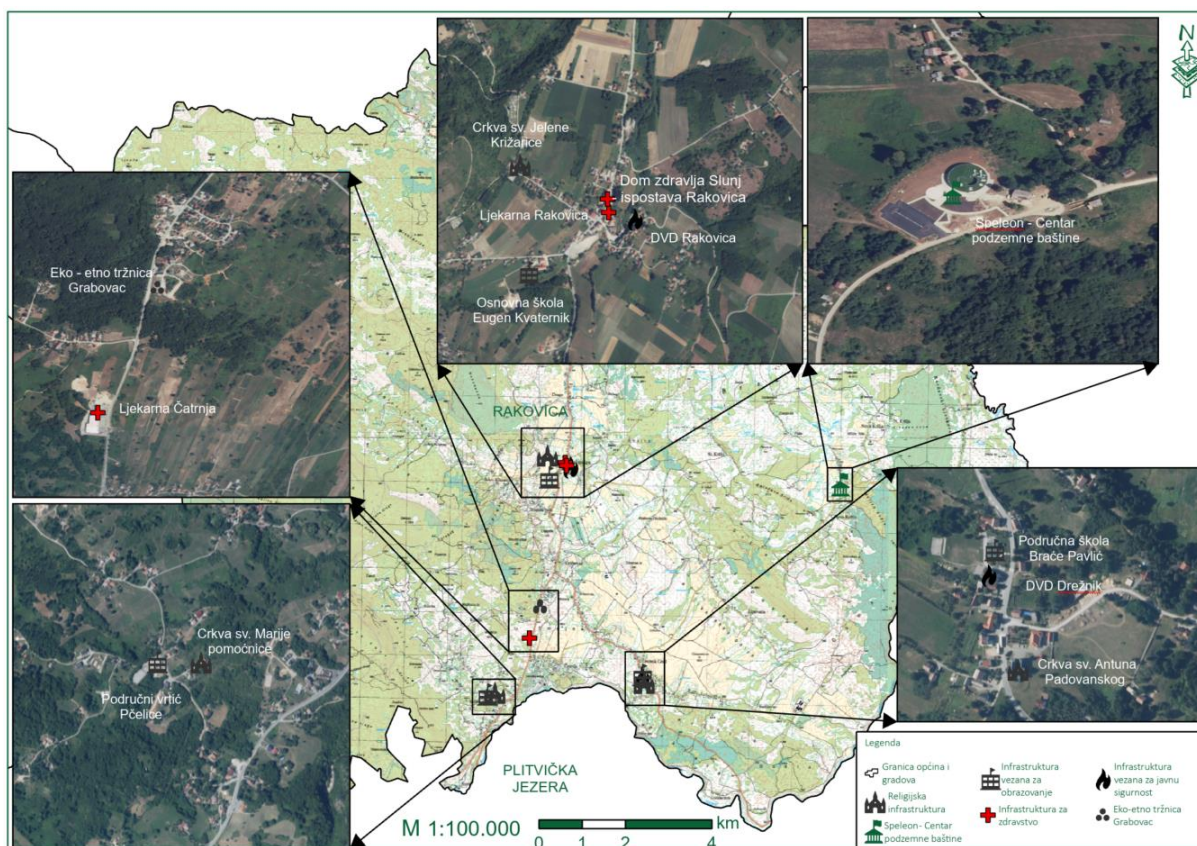 N
Crkva sv. Jelene
Križarice
Dom zdravlja Slunj
ispostava Rakovica
Ljekarna Rakovica
DVD Rakovica
Osnovna škola
Eugen Kvaternik
Speleon - Centar
podzemne baštine
Eko - etno tržnica
Grabovac
Ljekarna Čatrnja
RAKOVICA
Crkva sv. Marije
pomoćnice
Područni vrtić
Pčelice
Područna škola
Braće Pavlić
DVD Drežnik
Crkva sv. Antuna
Padovanskog
PLITVIČKA
JEZERA
M 1:100.000
km
0 1 2 4
Legenda
Granica općina i
gradova
Religijska
infrastruktura
Speleon - Centar
podzemne baštine
Infrastruktura
vezana za
obrazovanje
Infrastruktura za
zdravstvo
Infrastruktura
vezana za javnu
sigurnost
Eko-etno tržnica
Grabovac